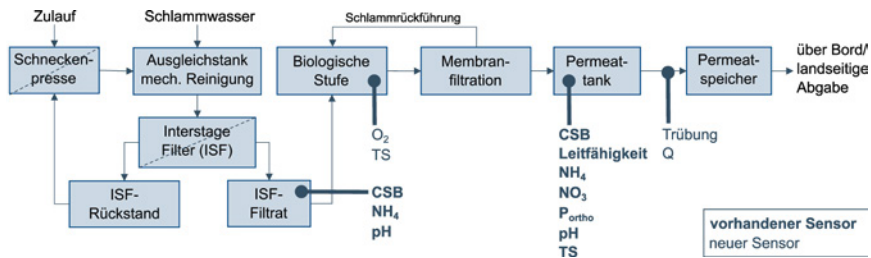 Zulauf
Schlammwasser
Schlammrückführung
Schnecken-
presse
Ausgleichstank
mech. Reinigung
Biologische
Stufe
Membran-
filtration
Permeat-
tank
Permeat-
speicher
über Bord/
landseitige
Abgabe
Interstage
Filter (ISF)
O2
TS
CSB
Leitfähigkeit
NH4
NO3
Portho
pH
TS
Trübung
Q
ISF-
Rückstand
ISF-
Filtrat
CSB
NH4
pH
vorhandener Sensor
neuer Sensor